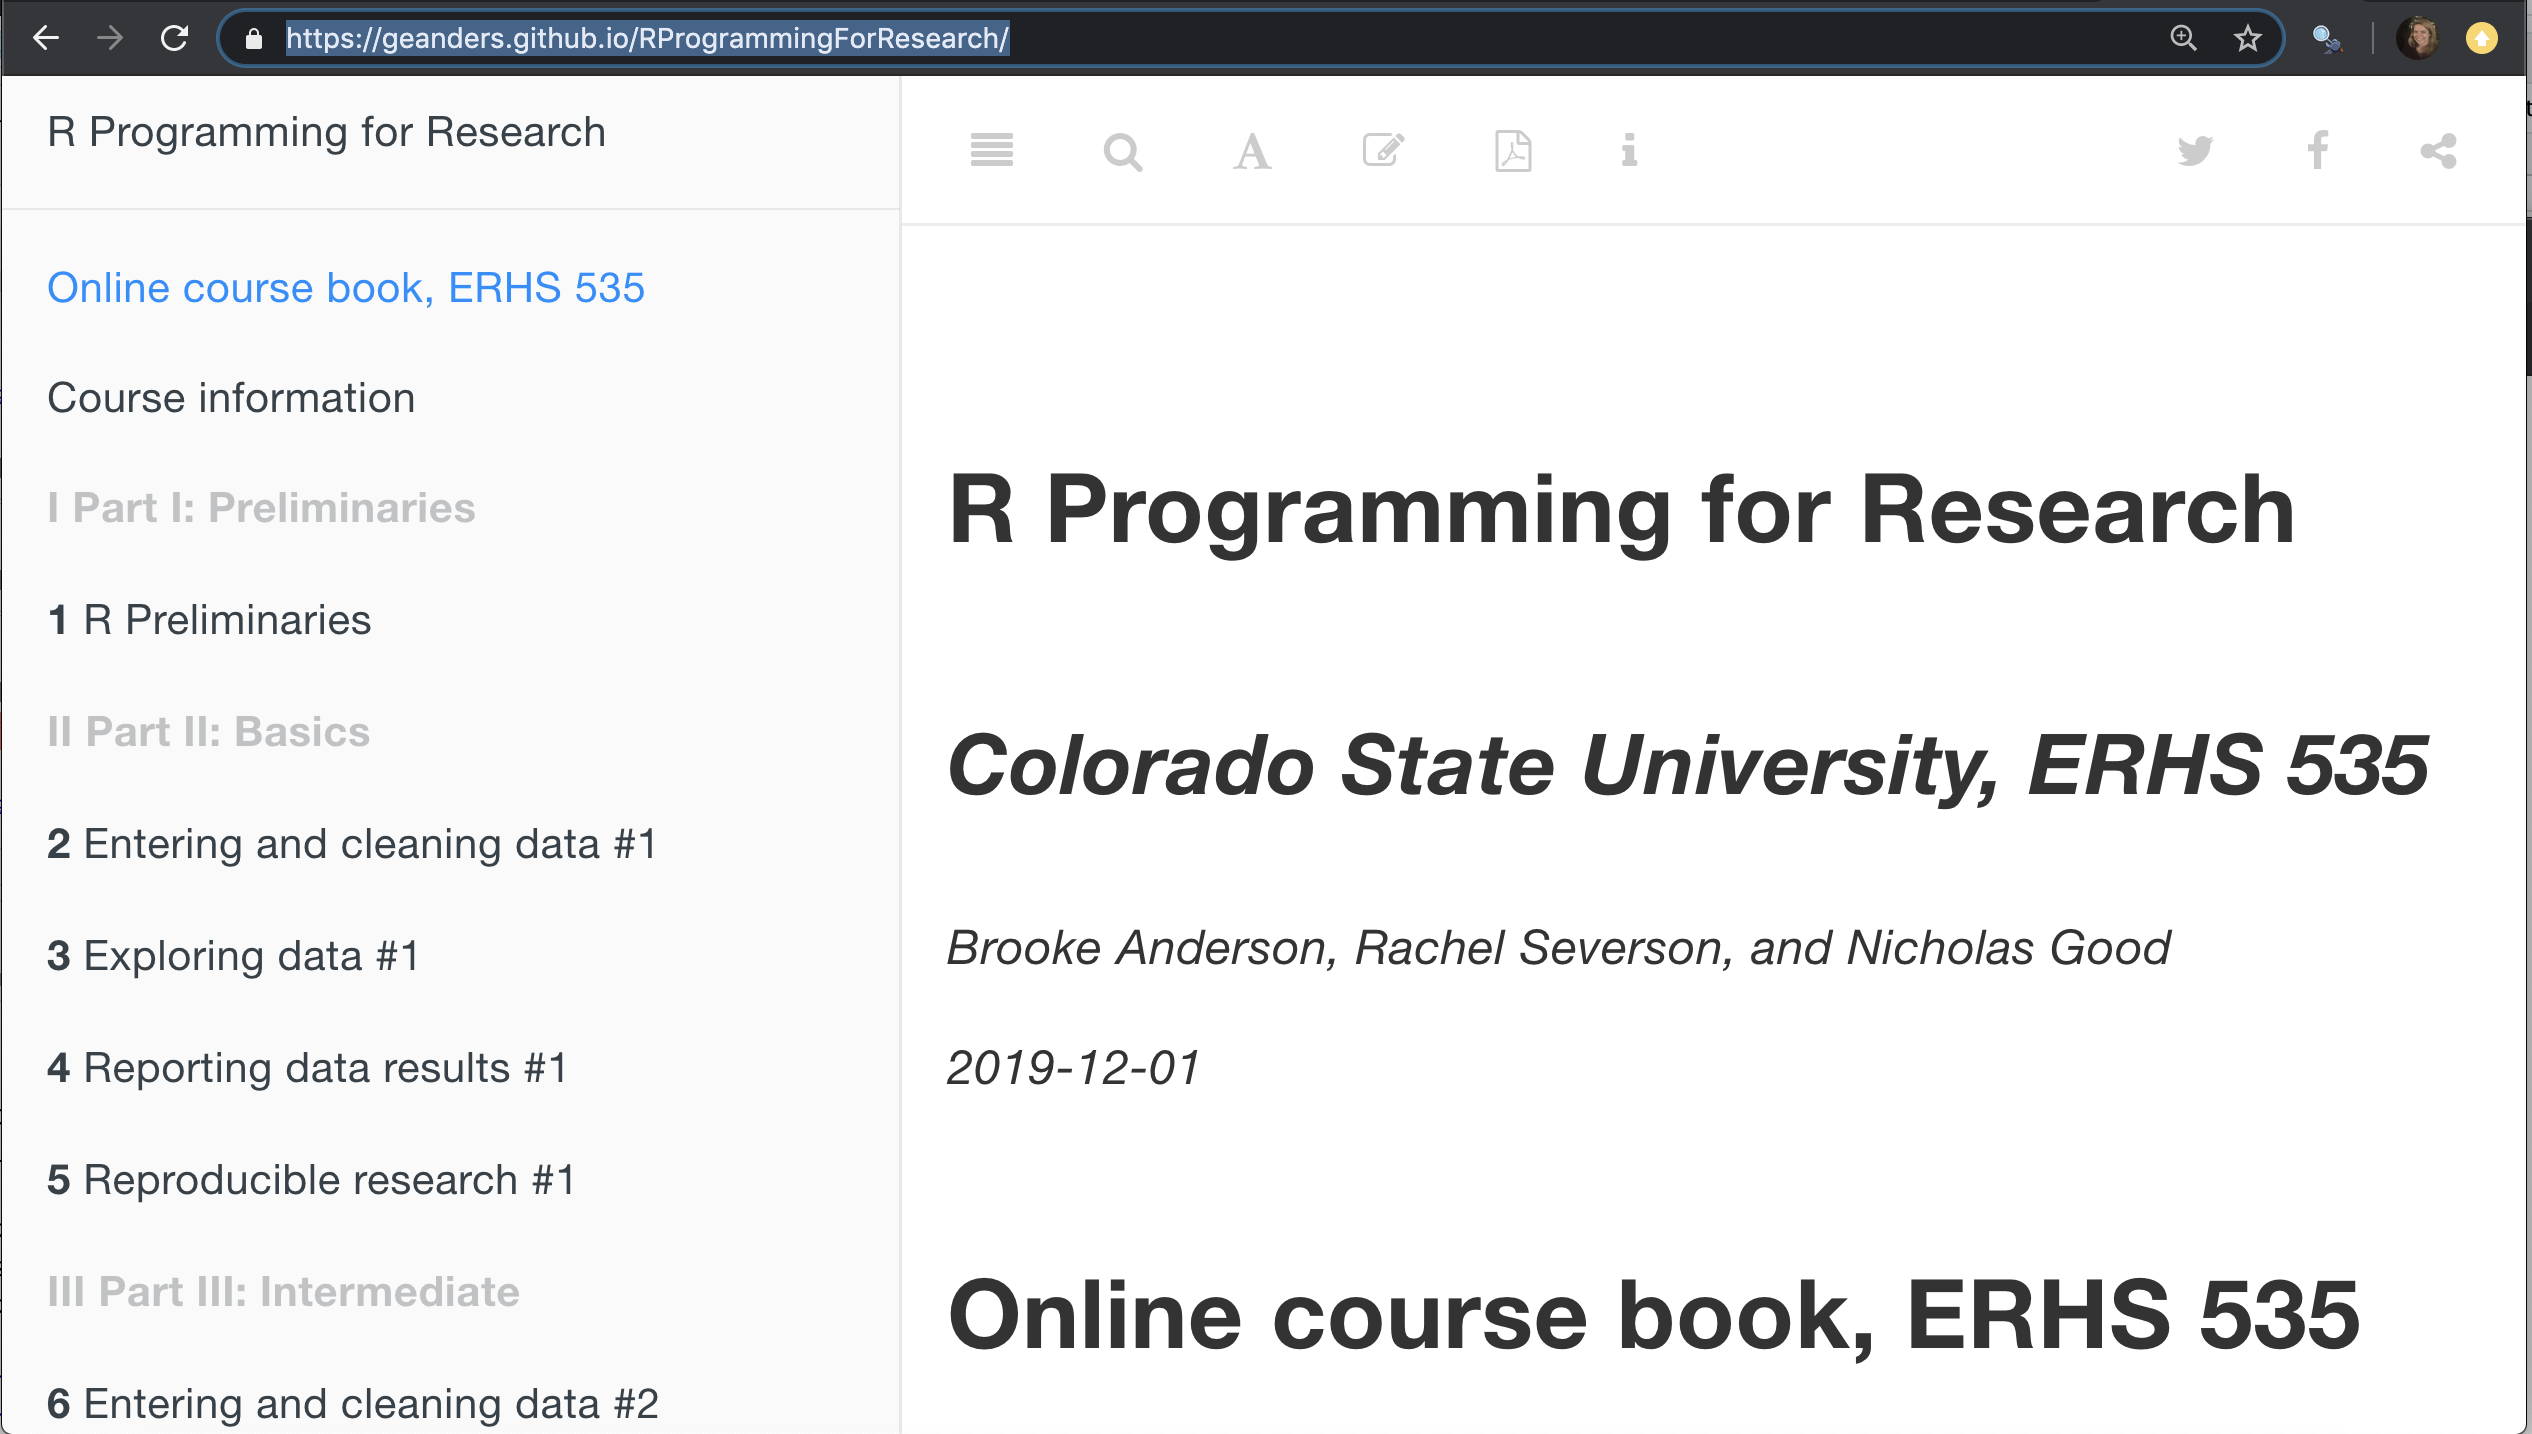 https://geanders.github.io/RProgrammingForResearch/
R Programming for Research
Online course book, ERHS 535
Course information
I Part I: Preliminaries
1 R Preliminaries
II Part II: Basics
2 Entering and cleaning data #1
3 Exploring data #1
4 Reporting data results #1
5 Reproducible research #1
III Part III: Intermediate
6 Entering and cleaning data #2
R Programming for Research
Colorado State University, ERHS 535
Brooke Anderson, Rachel Severson, and Nicholas Good
2019-12-01
Online course book, ERHS 535